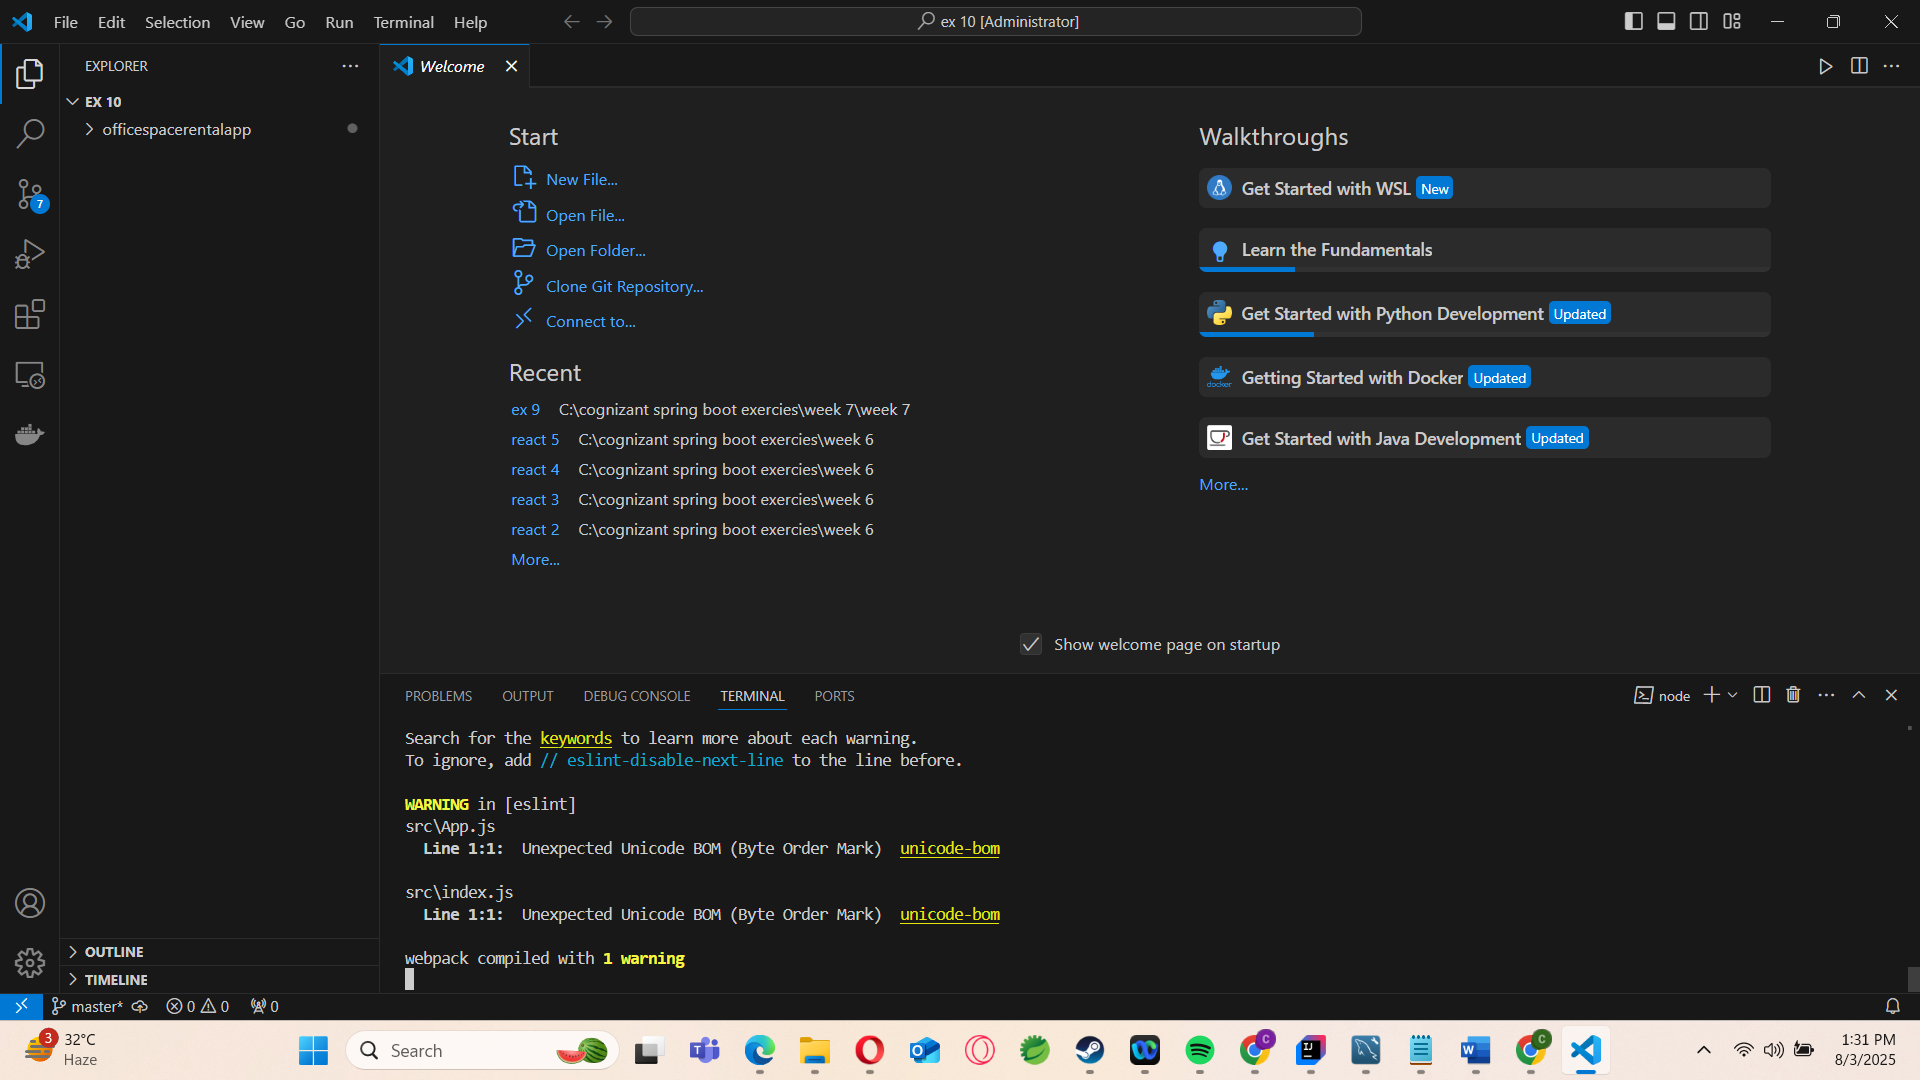 File Edit Selection View Go Run Terminal Help
ex 10 [Administrator]
EXPLORER
EX 10
officespacerentalapp
7
OUTLINE
TIMELINE
Welcome
Start
New File...
Open File...
Open Folder...
Clone Git Repository...
Connect to...
Recent
ex 9 C:\cognizant spring boot exercies\week 7\week 7
react 5 C:\cognizant spring boot exercies\week 6
react 4 C:\cognizant spring boot exercies\week 6
react 3 C:\cognizant spring boot exercies\week 6
react 2 C:\cognizant spring boot exercies\week 6
More...
Walkthroughs
Get Started with WSL New
Learn the Fundamentals
Get Started with Python Development Updated
docker Getting Started with Docker Updated
Get Started with Java Development Updated
More...
Show welcome page on startup
PROBLEMS OUTPUT DEBUG CONSOLE TERMINAL PORTS
node
Search for the keywords to learn more about each warning.
To ignore, add // eslint-disable-next-line to the line before.
WARNING in [eslint]
src\App.js
Line 1:1: Unexpected Unicode BOM (Byte Order Mark) unicode-bom
src\index.js
Line 1:1: Unexpected Unicode BOM (Byte Order Mark) unicode-bom
webpack compiled with 1 warning
master* 0 0 0
3
32°C
Haze
Search
T
C
IJ
W
C
1:31 PM
8/3/2025